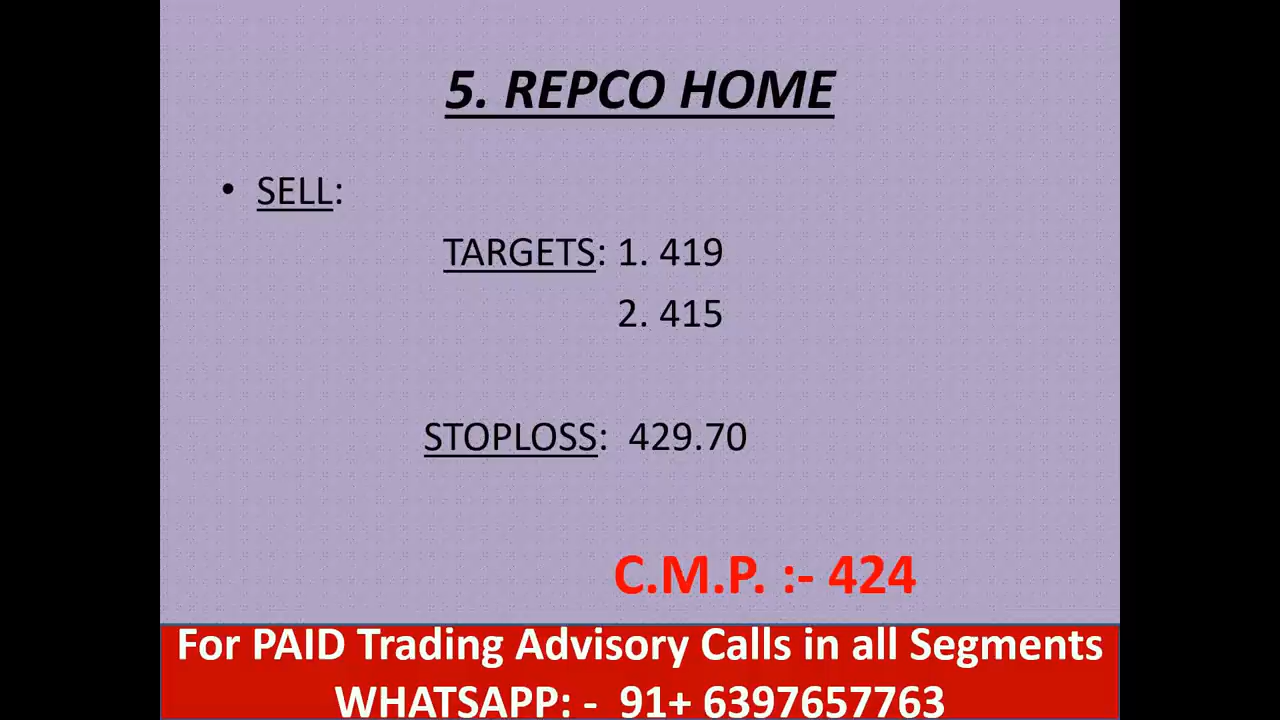 5. REPCO HOME
• SELL:
TARGETS: 1. 419
2. 415
STOPLOSS: 429.70
C.M.P. :- 424
For PAID Trading Advisory Calls in all Segments
WHATSAPP: - 91+ 6397657763